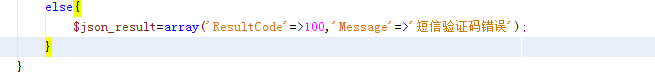 else{
$json_result=array('ResultCode'=>100,'Message'=>'短信验证码错误');
}
}